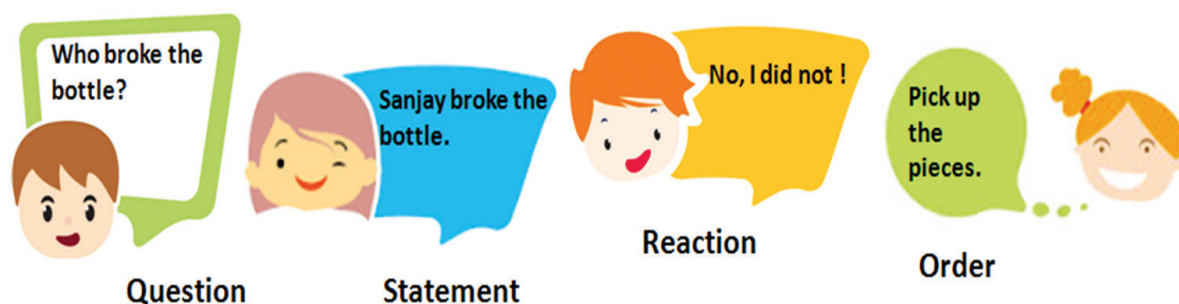 Who broke the
bottle?
Question
Sanjay broke the
bottle.
Statement
No, I did not !
Reaction
Pick up
the
pieces.
Order